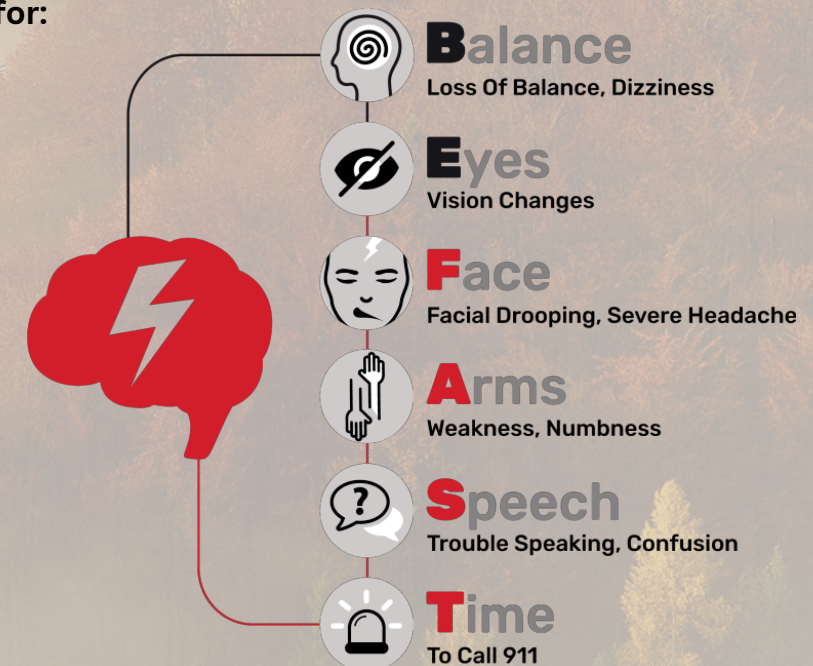 for:
Balance
Loss Of Balance, Dizziness
Eyes
Vision Changes
Face
Facial Drooping, Severe Headache
?
Arms
Weakness, Numbness
Speech
Trouble Speaking, Confusion
Time
To Call 911